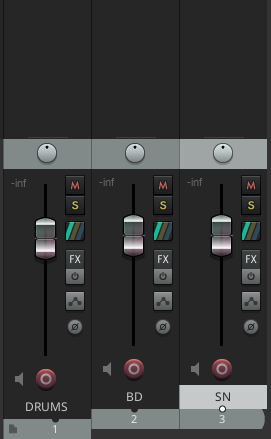 -inf -inf -inf
M M M
S S S
FX FX FX
Ø Ø Ø
DRUMS BD SN
1 2 3